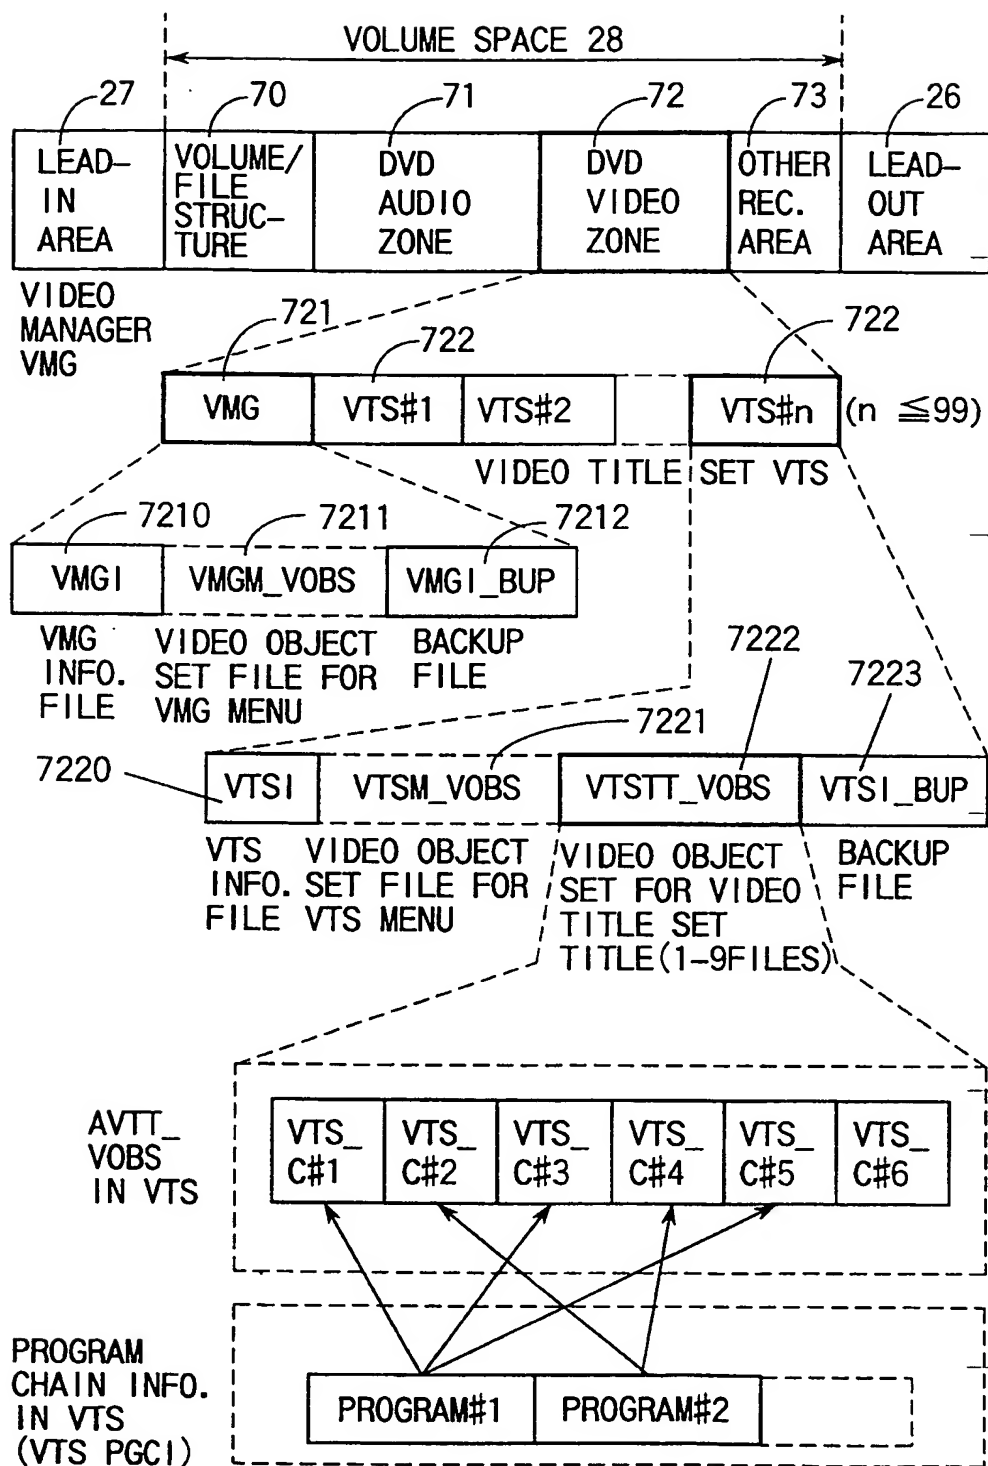 VOLUME SPACE 28
27 70 71 72 73 26
LEAD-
IN
AREA
VOLUME/
FILE
STRUC-
TURE
DVD
AUDIO
ZONE
DVD
VIDEO
ZONE
OTHER
REC.
AREA
LEAD-
OUT
AREA
VIDEO
MANAGER
VMG
721 722 722
VMG VTS#1 VTS#2 VTS#n (n ≦99)
VIDEO TITLE SET VTS
7210 7211 7212
VMGI VMGM_VOBS VMGI_BUP
VMG
INFO.
FILE
VIDEO OBJECT
SET FILE FOR
VMG MENU
BACKUP
FILE
7220 7221 7222 7223
VTSI VTSM_VOBS VTSTT_VOBS VTSI_BUP
VTS
INFO.
FILE
VIDEO OBJECT
SET FILE FOR
VTS MENU
VIDEO OBJECT
SET FOR VIDEO
TITLE SET
TITLE(1-9FILES)
BACKUP
FILE
AVTT_
VOBS
IN VTS
VTS_
C#1
VTS_
C#2
VTS_
C#3
VTS_
C#4
VTS_
C#5
VTS_
C#6
PROGRAM
CHAIN INFO.
IN VTS
(VTS PGCI)
PROGRAM#1 PROGRAM#2